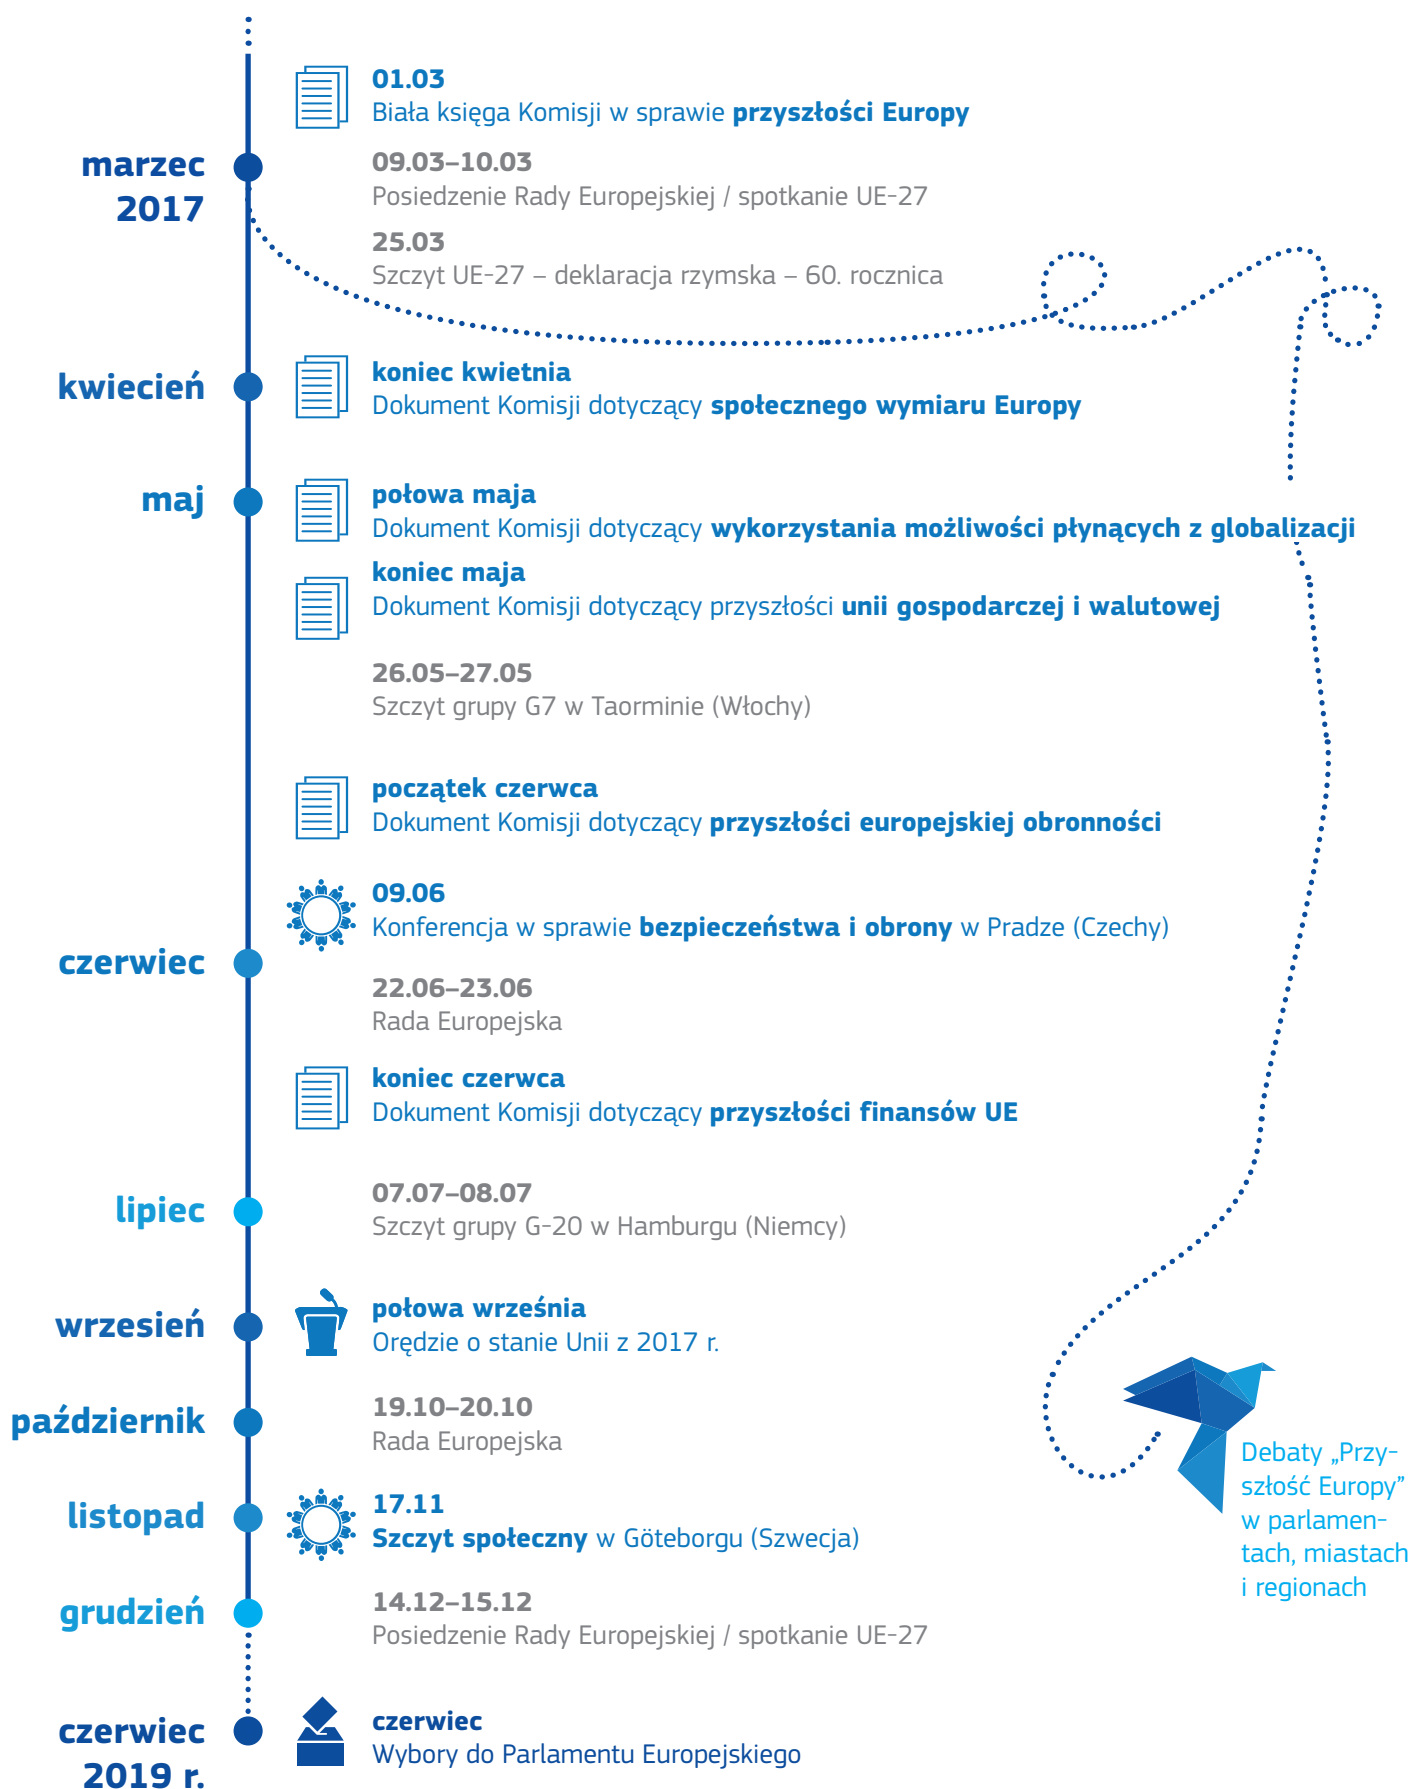 marzec
2017
01.03
Biała księga Komisji w sprawie przyszłości Europy
09.03–10.03
Posiedzenie Rady Europejskiej / spotkanie UE-27
25.03
Szczyt UE-27 – deklaracja rzymska – 60. rocznica
kwiecień
koniec kwietnia
Dokument Komisji dotyczący społecznego wymiaru Europy
maj
połowa maja
Dokument Komisji dotyczący wykorzystania możliwości płynących z globalizacji
koniec maja
Dokument Komisji dotyczący przyszłości unii gospodarczej i walutowej
26.05–27.05
Szczyt grupy G7 w Taorminie (Włochy)
czerwiec
początek czerwca
Dokument Komisji dotyczący przyszłości europejskiej obronności
09.06
Konferencja w sprawie bezpieczeństwa i obrony w Pradze (Czechy)
22.06–23.06
Rada Europejska
koniec czerwca
Dokument Komisji dotyczący przyszłości finansów UE
lipiec
07.07–08.07
Szczyt grupy G-20 w Hamburgu (Niemcy)
wrzesień
połowa września
Orędzie o stanie Unii z 2017 r.
październik
19.10–20.10
Rada Europejska
listopad
17.11
Szczyt społeczny w Göteborgu (Szwecja)
grudzień
14.12–15.12
Posiedzenie Rady Europejskiej / spotkanie UE-27
czerwiec
2019 r.
czerwiec
Wybory do Parlamentu Europejskiego
Debaty „Przy-
szłość Europy”
w parlamen-
tach, miastach
i regionach